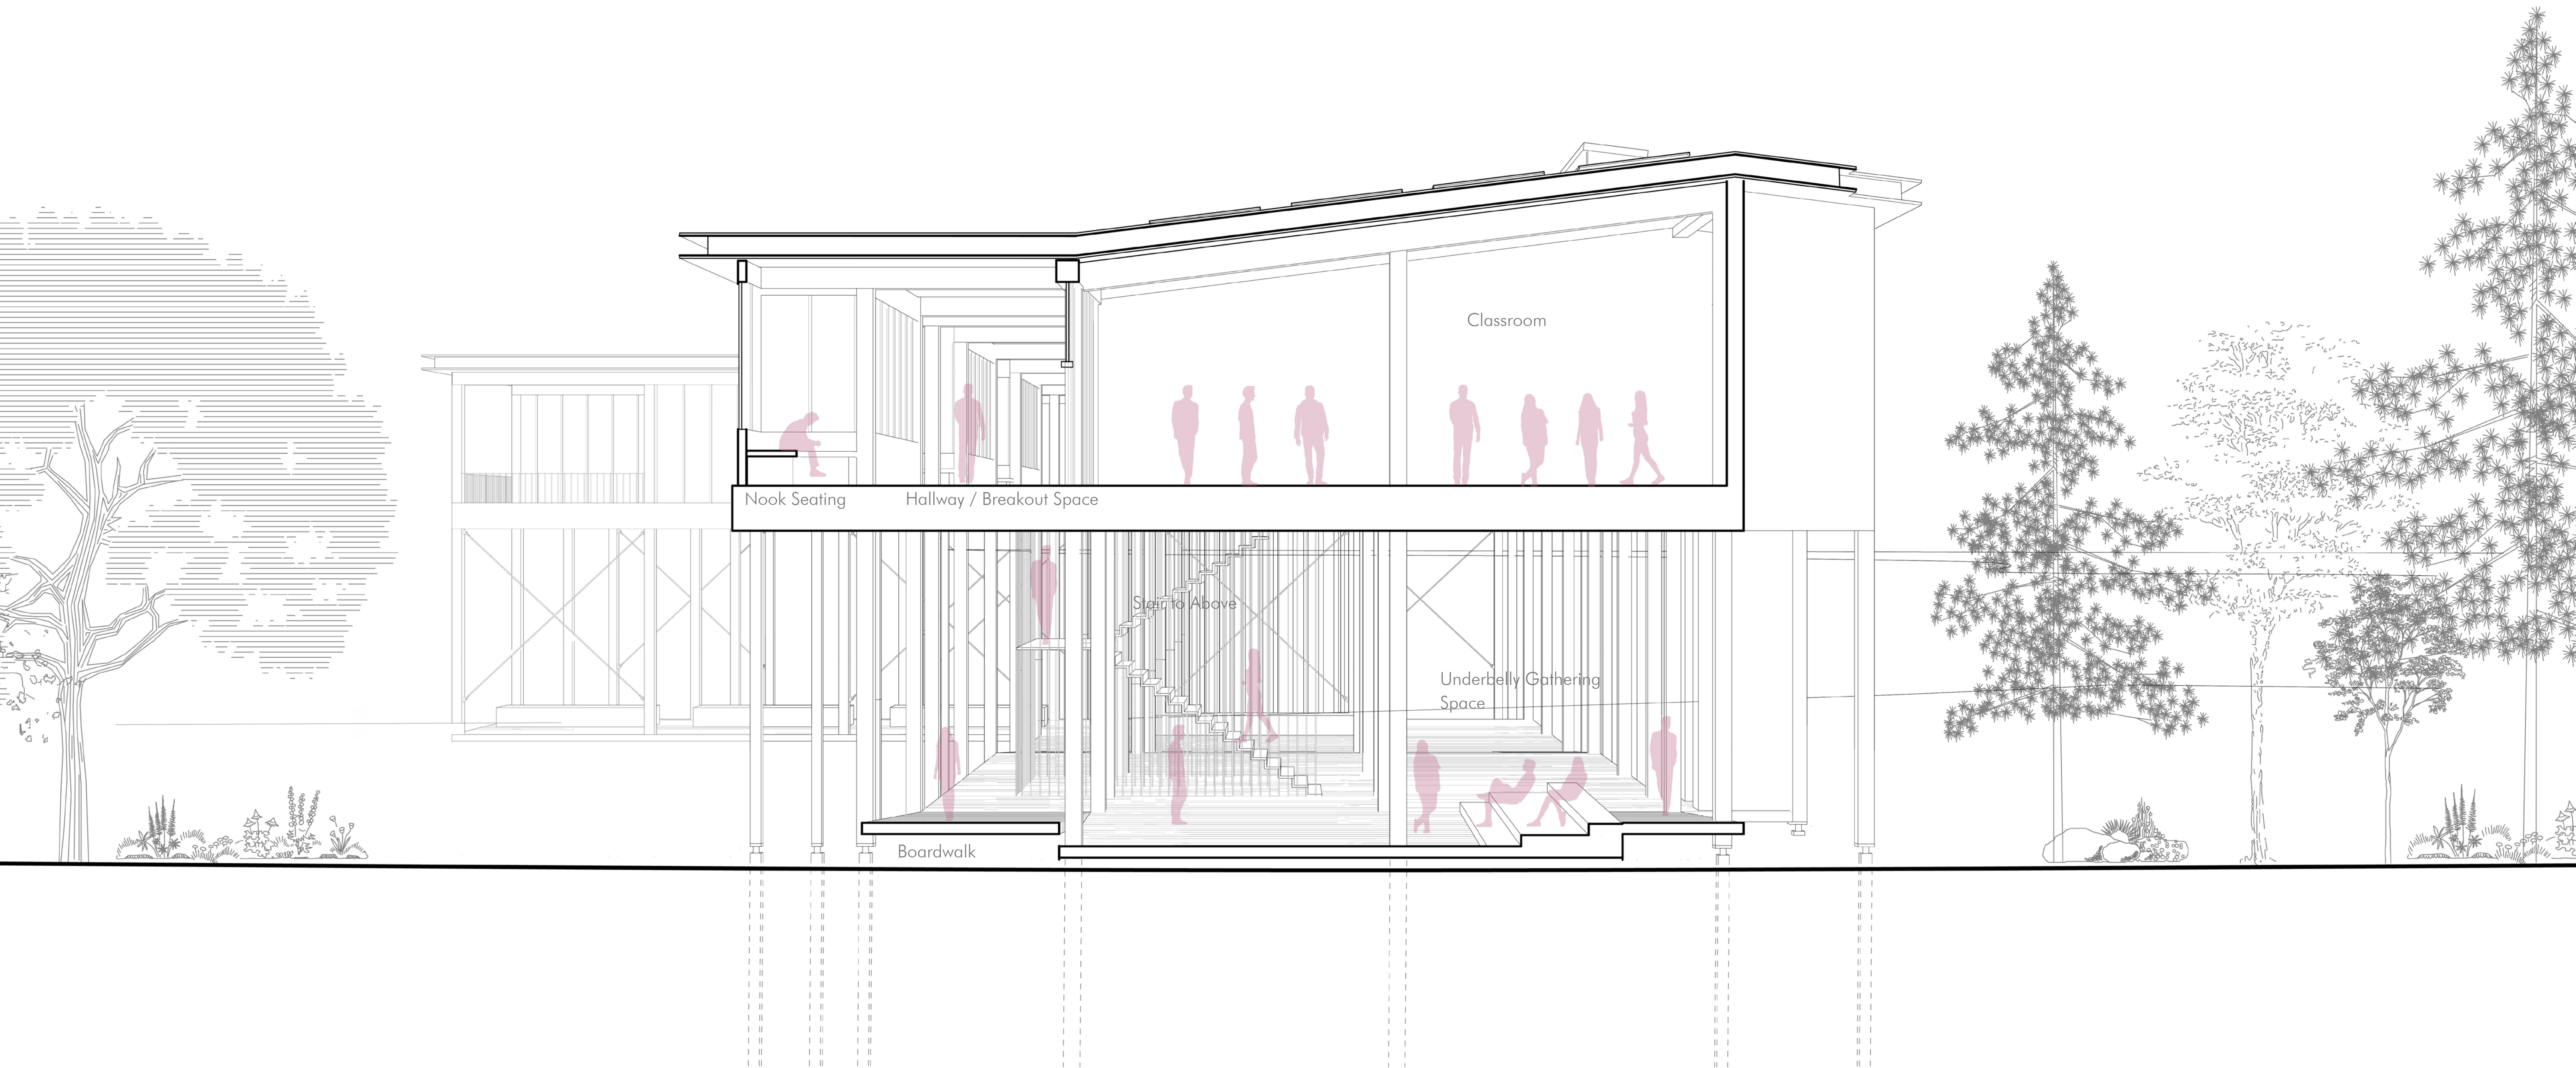 Classroom
Nook Seating
Hallway / Breakout Space
Stair to Above
Underbelly Gathering
Space
Boardwalk